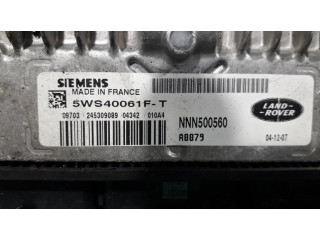 SIEMENS
MADE IN FRANCE
5WS40061F-T
09703 245309089 04342 010A4
NNN500560
A8879
LAND-
ROVER
04-12-07